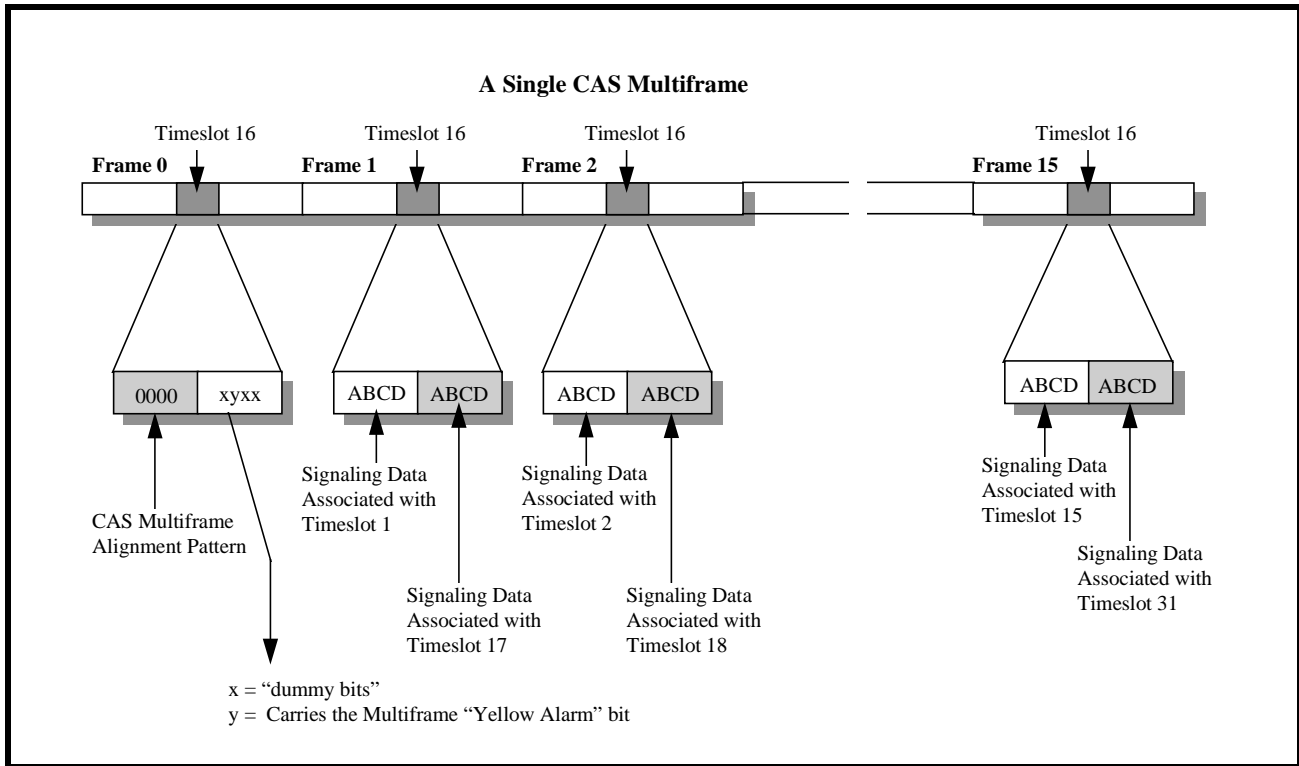 A Single CAS Multiframe
Timeslot 16
Timeslot 16
Timeslot 16
Timeslot 16
Frame 0
Frame 1
Frame 2
Frame 15
0000
xyxx
ABCD
ABCD
ABCD
ABCD
ABCD
ABCD
CAS Multiframe
Alignment Pattern
Signaling Data
Associated with
Timeslot 1
Signaling Data
Associated with
Timeslot 17
Signaling Data
Associated with
Timeslot 2
Signaling Data
Associated with
Timeslot 18
Signaling Data
Associated with
Timeslot 15
Signaling Data
Associated with
Timeslot 31
x = “dummy bits”
y = Carries the Multiframe “Yellow Alarm” bit